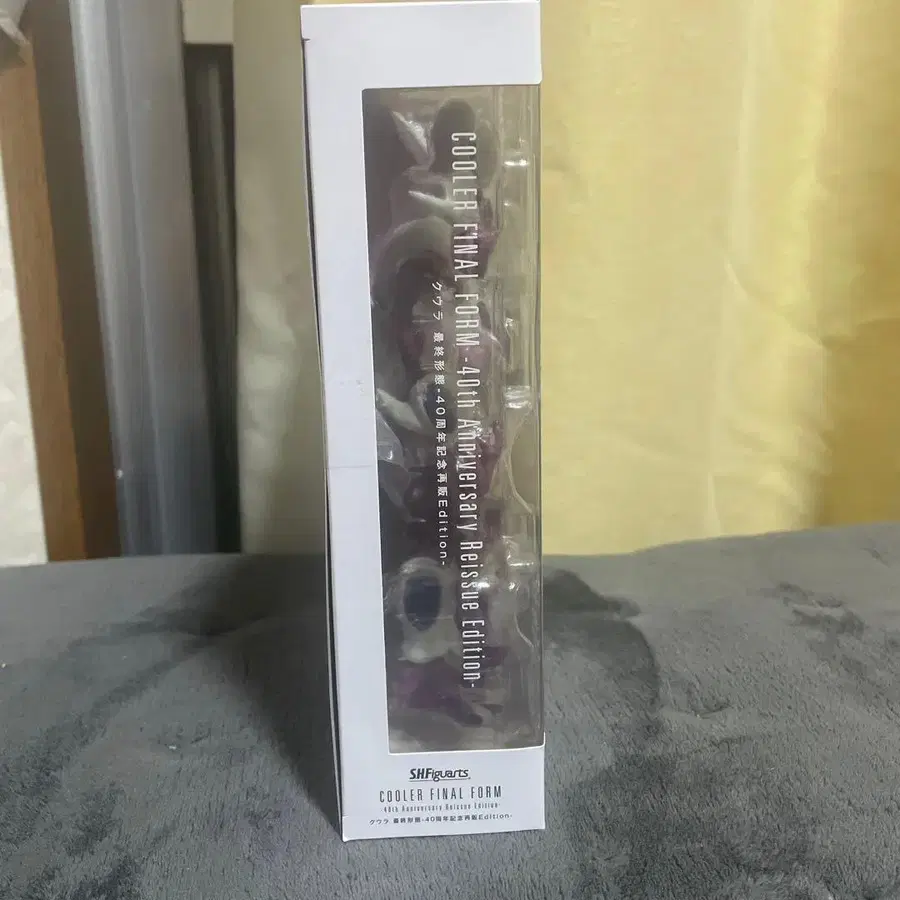 COOLER FINAL FORM -40th Anniversary Reissue Edition-
クウラ 最終形態-40周年記念再販Edition-
S.H.Figuarts
COOLER FINAL FORM
-40th Anniversary Reissue Edition-
クウラ 最終形態-40周年記念再販Edition-